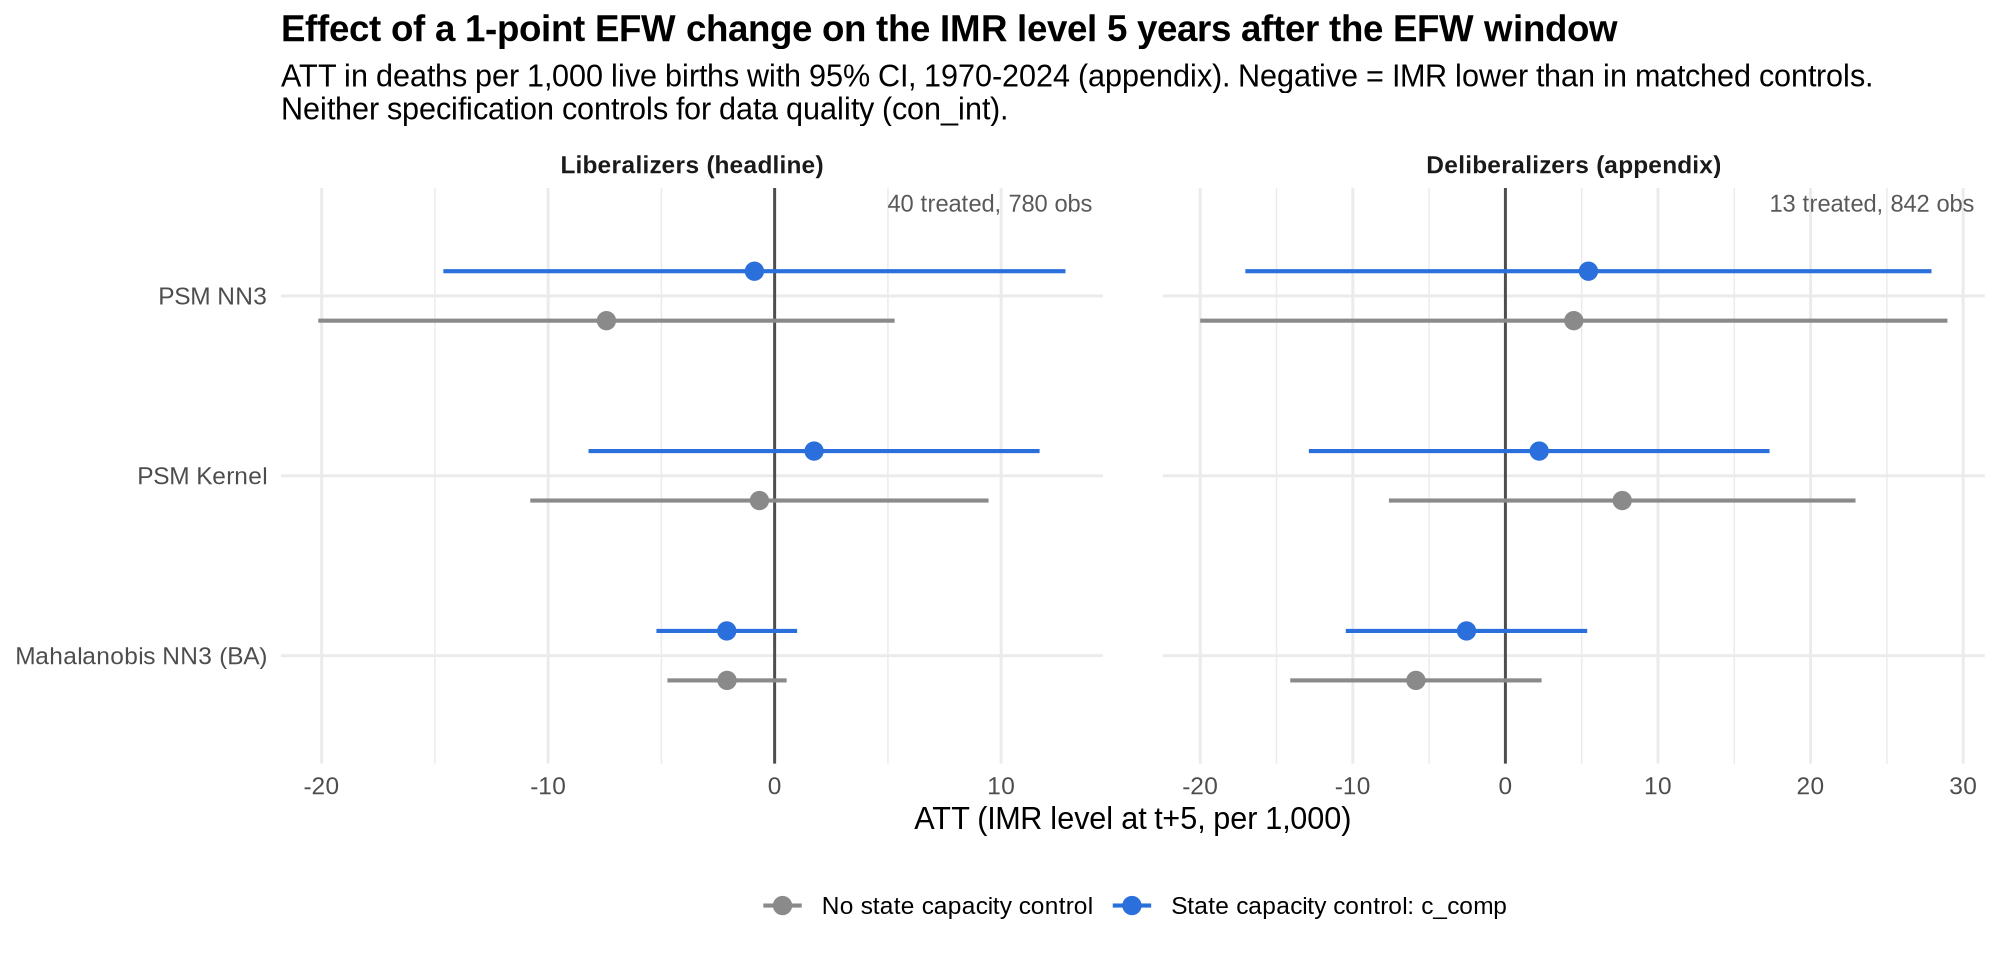 Effect of a 1-point EFW change on the IMR level 5 years after the EFW window
ATT in deaths per 1,000 live births with 95% CI, 1970-2024 (appendix). Negative = IMR lower than in matched controls.
Neither specification controls for data quality (con_int).
Liberalizers (headline)
Deliberalizers (appendix)
40 treated, 780 obs
13 treated, 842 obs
PSM NN3
PSM Kernel
Mahalanobis NN3 (BA)
-20 -10 0 10
-20 -10 0 10 20 30
ATT (IMR level at t+5, per 1,000)
No state capacity control
State capacity control: c_comp